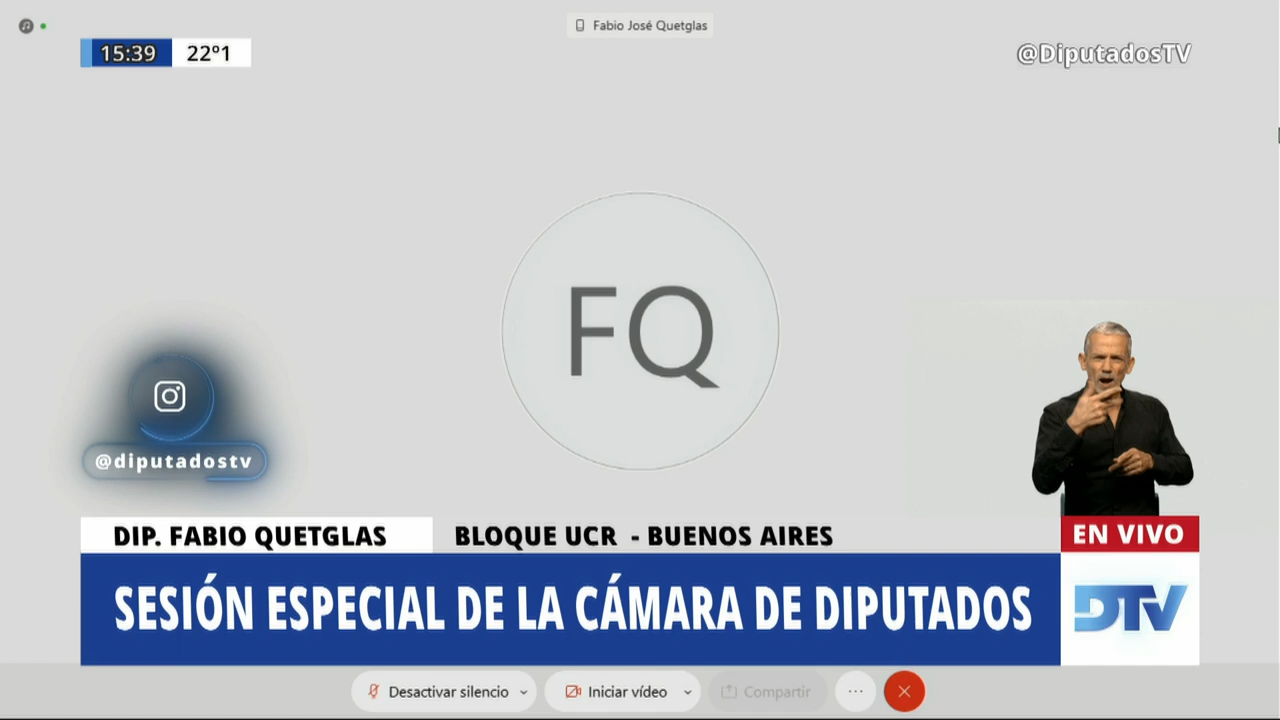 Fabio José Quetglas
15:39 22º1
@DiputadosTV
FQ
@diputadostv
DIP. FABIO QUETGLAS
BLOQUE UCR - BUENOS AIRES
EN VIVO
SESIÓN ESPECIAL DE LA CÁMARA DE DIPUTADOS
DTV
Desactivar silencio
Iniciar vídeo
Compartir